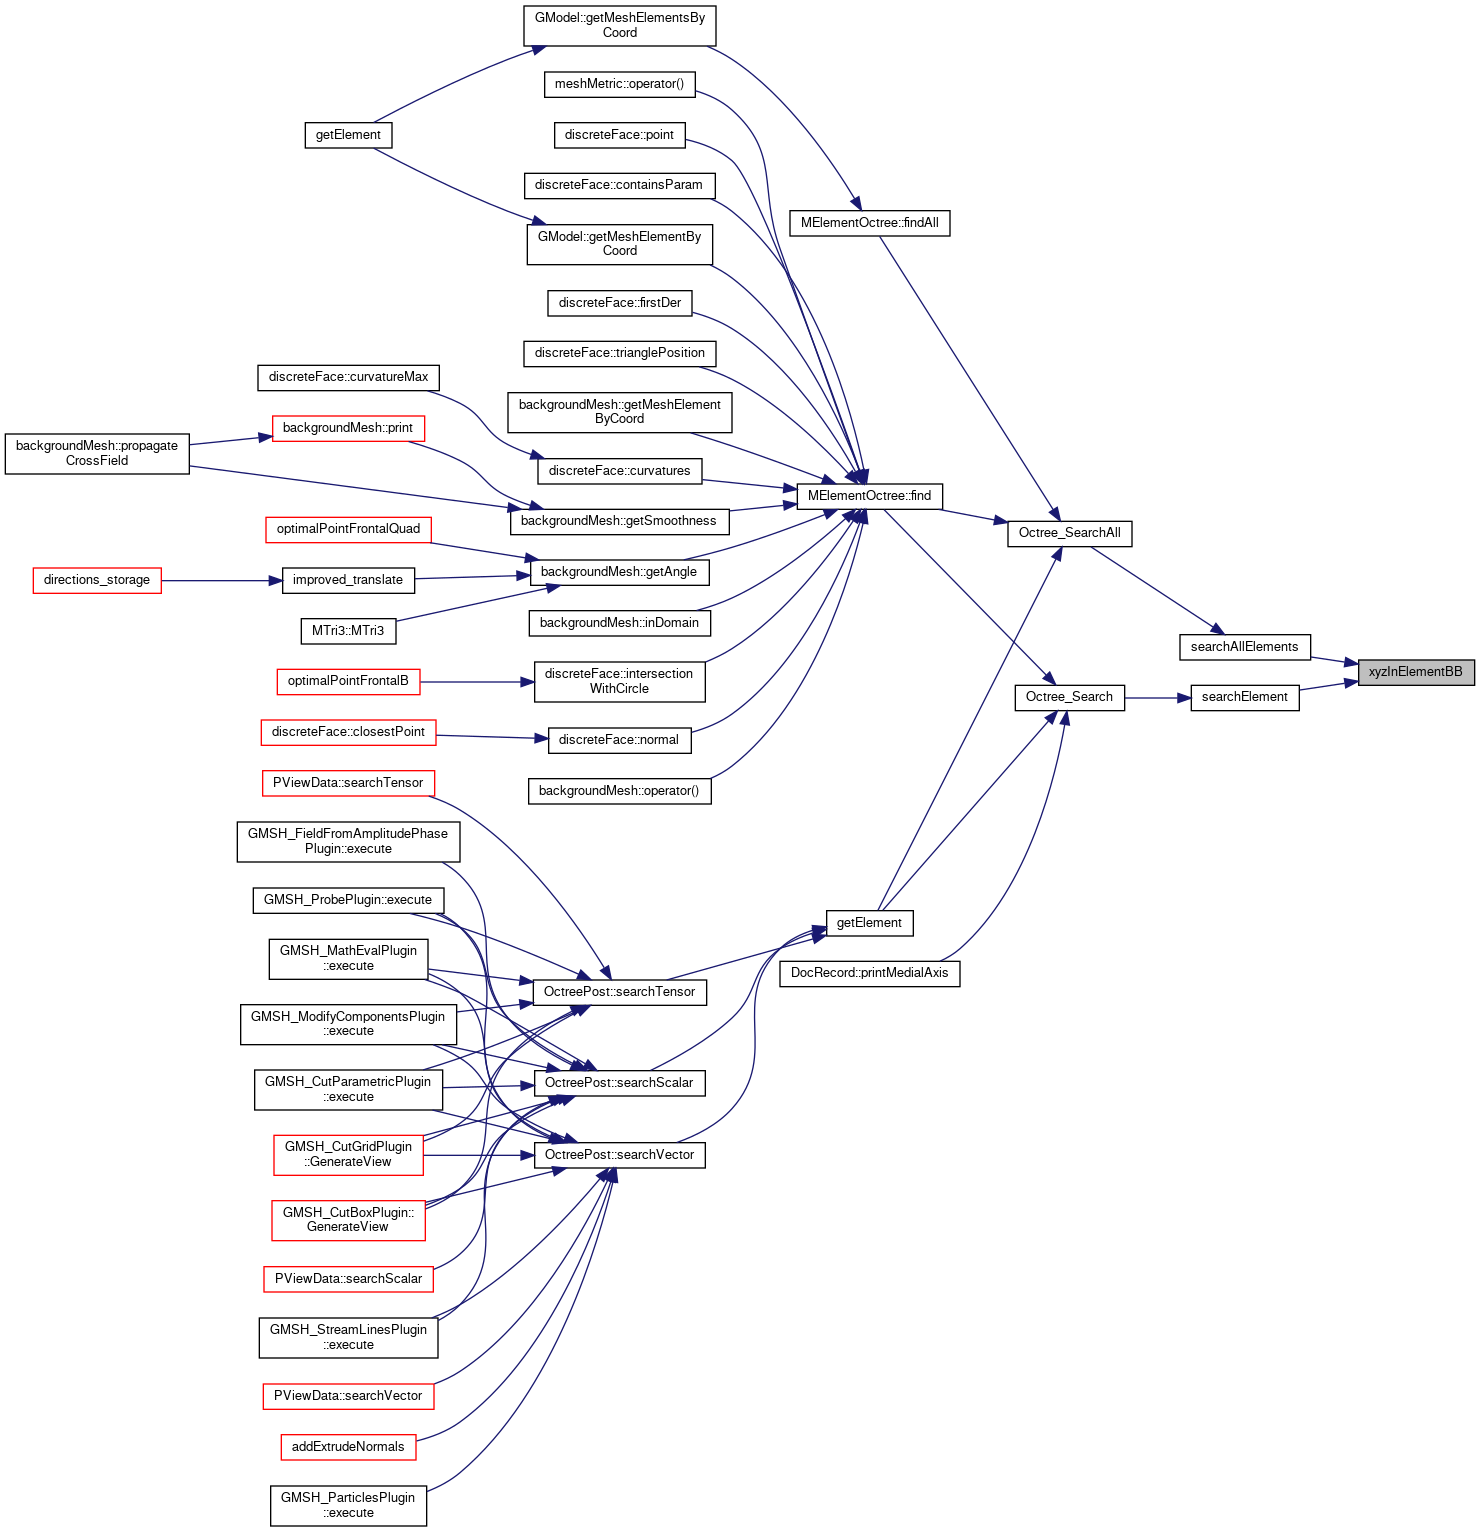 GModel::getMeshElementsBy
Coord
meshMetric::operator()
discreteFace::point
getElement
discreteFace::containsParam
MElementOctree::findAll
GModel::getMeshElementBy
Coord
discreteFace::firstDer
discreteFace::trianglePosition
discreteFace::curvatureMax
backgroundMesh::getMeshElement
ByCoord
backgroundMesh::print
backgroundMesh::propagate
CrossField
discreteFace::curvatures
MElementOctree::find
backgroundMesh::getSmoothness
optimalPointFrontalQuad
Octree_SearchAll
directions_storage
improved_translate
backgroundMesh::getAngle
backgroundMesh::inDomain
MTri3::MTri3
searchAllElements
xyzInElementBB
discreteFace::intersection
WithCircle
optimalPointFrontalB
Octree_Search
searchElement
discreteFace::closestPoint
discreteFace::normal
PViewData::searchTensor
backgroundMesh::operator()
GMSH_FieldFromAmplitudePhase
Plugin::execute
GMSH_ProbePlugin::execute
getElement
GMSH_MathEvalPlugin
::execute
DocRecord::printMedialAxis
OctreePost::searchTensor
GMSH_ModifyComponentsPlugin
::execute
GMSH_CutParametricPlugin
::execute
OctreePost::searchScalar
GMSH_CutGridPlugin
::GenerateView
OctreePost::searchVector
GMSH_CutBoxPlugin::
GenerateView
PViewData::searchScalar
GMSH_StreamLinesPlugin
::execute
PViewData::searchVector
addExtrudeNormals
GMSH_ParticlesPlugin
::execute